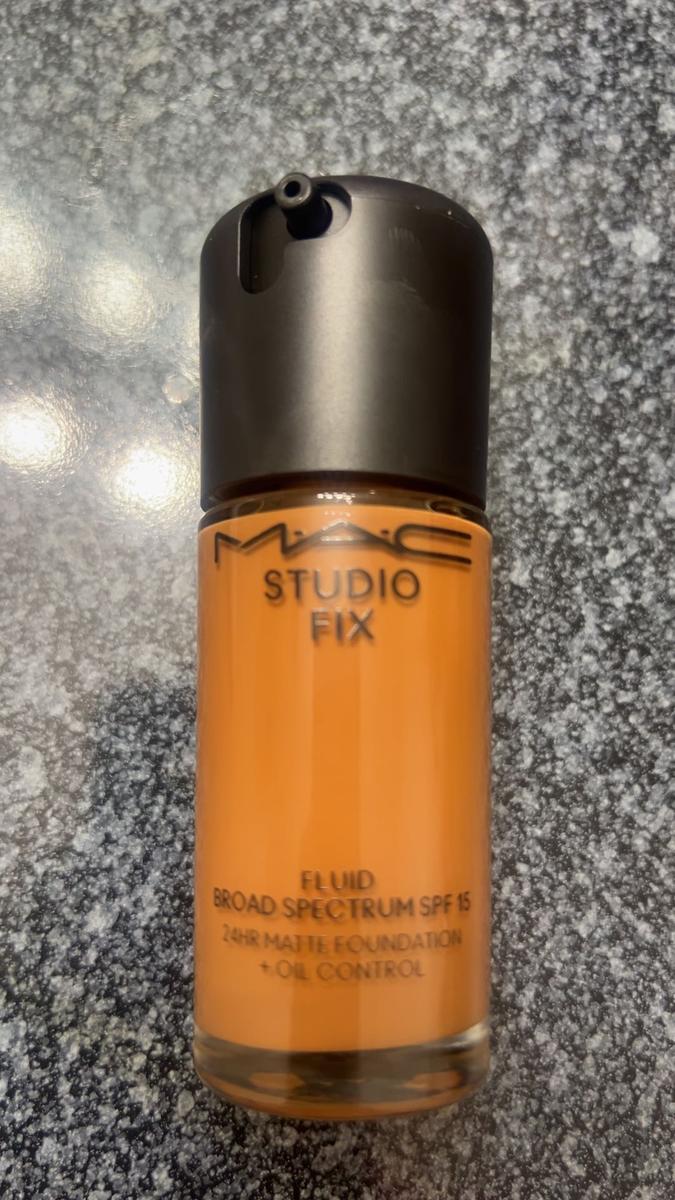 MAC
STUDIO
FIX
FLUID
BROAD SPECTRUM SPF 15
24HR MATTE FOUNDATION
+ OIL CONTROL